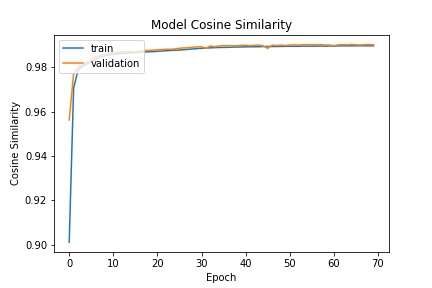 Model Cosine Similarity
train
validation
Cosine Similarity
0.98
0.96
0.94
0.92
0.90
0 10 20 30 40 50 60 70
Epoch